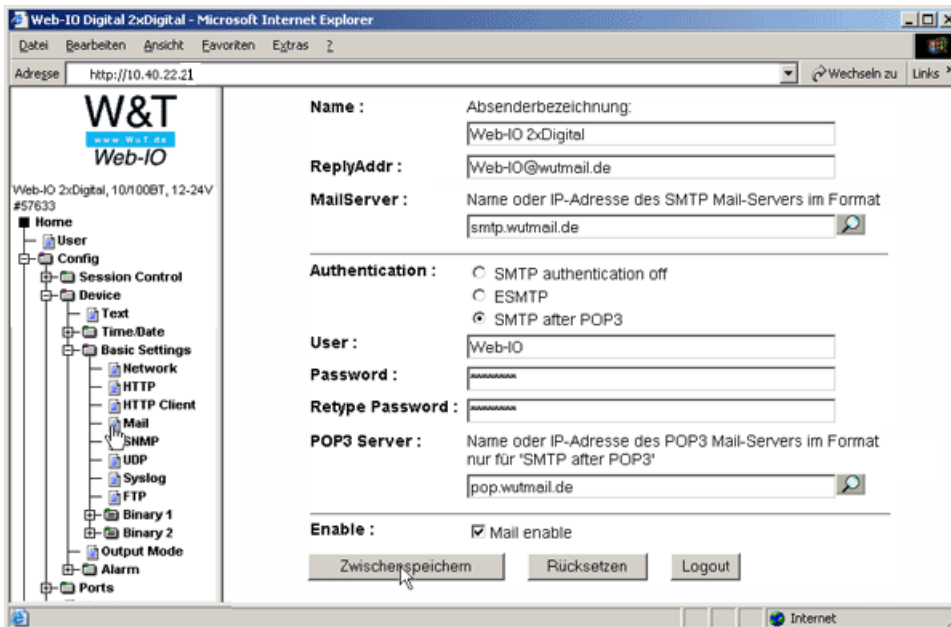 Web-IO Digital 2xDigital - Microsoft Internet Explorer
Datei Bearbeiten Ansicht Favoriten Extras ?
Adresse http://10.40.22.21 Wechseln zu Links
W&T
www.WuT.de
Web-IO
Web-IO 2xDigital, 10/100BT, 12-24V
#57633
Home
User
Config
Session Control
Device
Text
Time/Date
Basic Settings
Network
HTTP
HTTP Client
Mail
SNMP
UDP
Syslog
FTP
Binary 1
Binary 2
Output Mode
Alarm
Ports
Name : Absenderbezeichnung:
Web-IO 2xDigital
ReplyAddr : Web-IO@wutmail.de
MailServer : Name oder IP-Adresse des SMTP Mail-Servers im Format
smtp.wutmail.de
Authentication : SMTP authentication off
ESMTP
SMTP after POP3
User : Web-IO
Password : ********
Retype Password : ********
POP3 Server : Name oder IP-Adresse des POP3 Mail-Servers im Format
nur für 'SMTP after POP3'
pop.wutmail.de
Enable : Mail enable
Zwischenspeichern Rücksetzen Logout
Internet